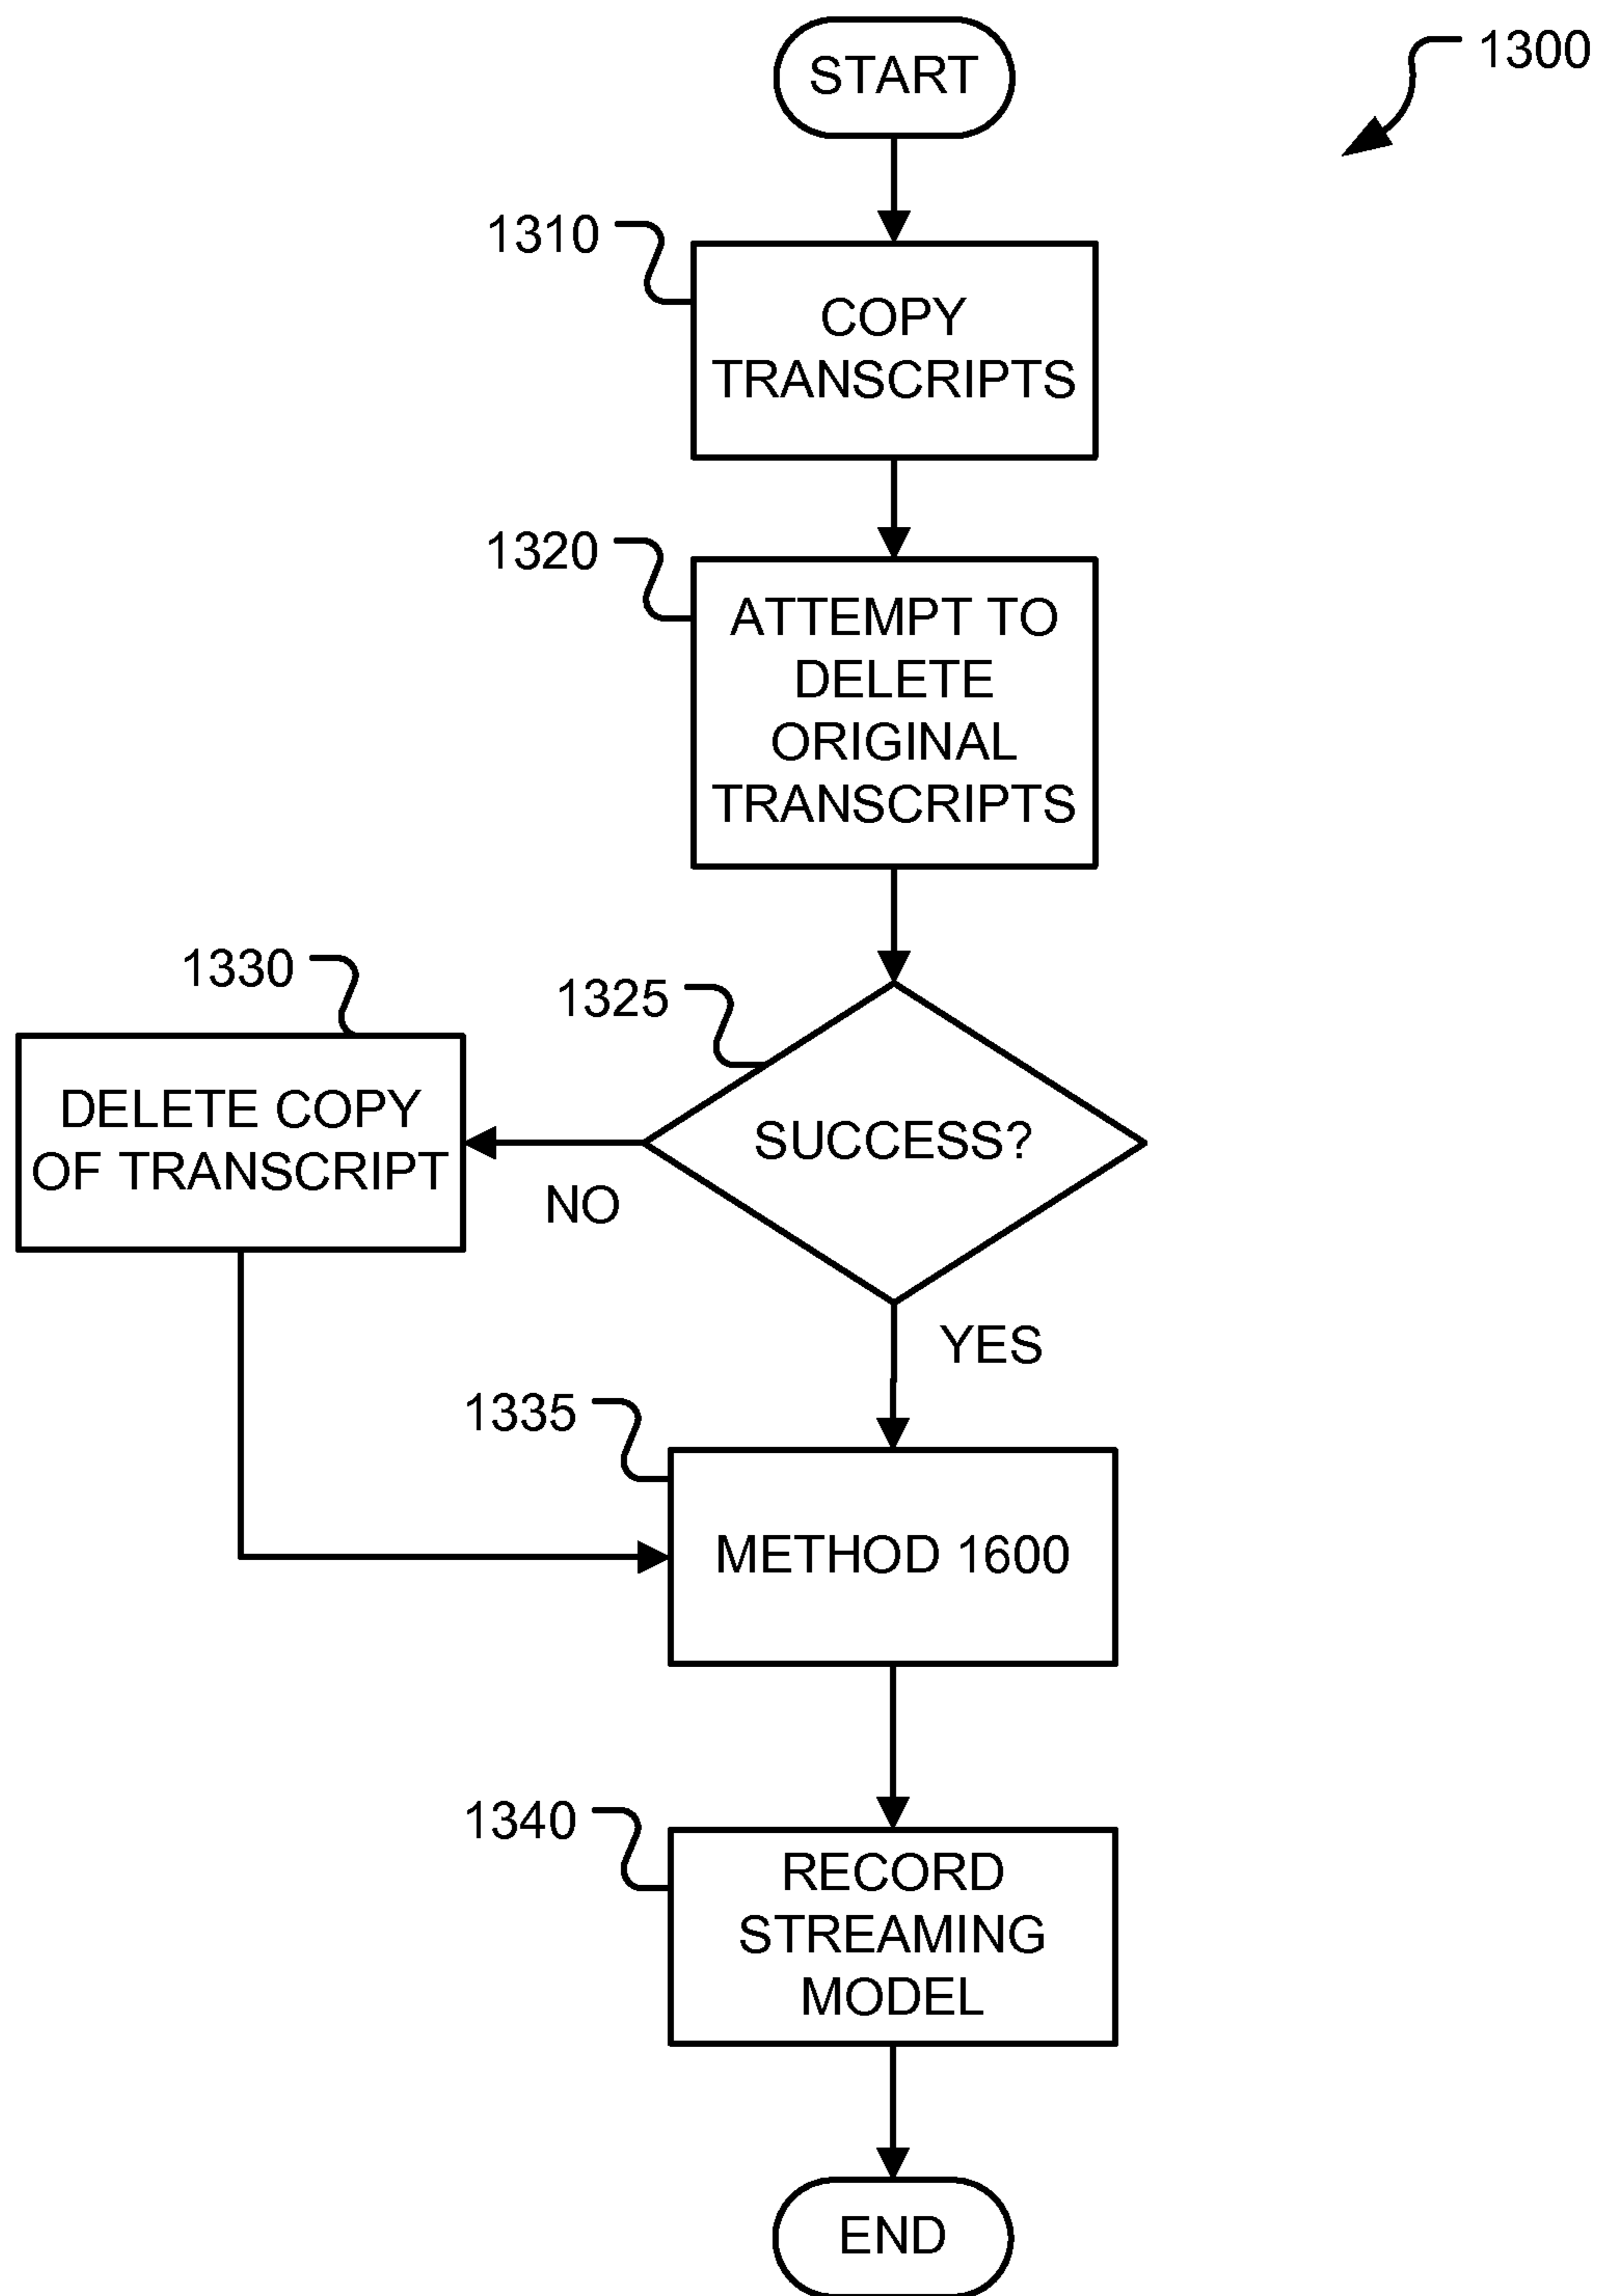 START
1300
1310
COPY
TRANSCRIPTS
1320
ATTEMPT TO
DELETE
ORIGINAL
TRANSCRIPTS
1330
1325
DELETE COPY
OF TRANSCRIPT
SUCCESS?
NO
YES
1335
METHOD 1600
1340
RECORD
STREAMING
MODEL
END